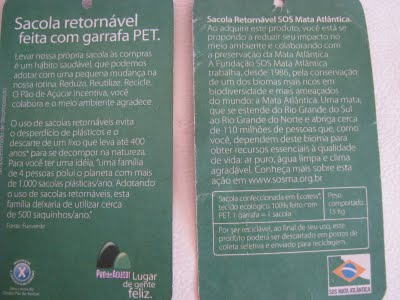 Sacola retornável
feita com garrafa PET.
Levar nossa própria sacola às compras
é um hábito saudável, que podemos
adotar com uma pequena mudança na
nossa rotina. Reduza. Reutilize. Recicle.
O Pão de Açúcar incentiva, você
colabora e o meio ambiente agradece.
O uso de sacolas retornáveis evita
o desperdício de plásticos e o
descarte de um lixo que leva até 400
anos* para se decompor na natureza.
Para você ter uma idéia, "uma família
de 4 pessoas polui o planeta com mais
de 1.000 sacolas plásticas/ano. Adotando
o uso de sacolas retornáveis, esta
família deixaria de utilizar cerca
de 500 saquinhos/ano."
Fonte: Funverde
Pão de Açúcar
Lugar
de gente
feliz.
Sacola Retornável SOS Mata Atlântica.
Ao adquirir este produto, você está se
propondo a reduzir seu impacto no
meio ambiente e colaborando com
a preservação da Mata Atlântica.
A Fundação SOS Mata Atlântica
trabalha, desde 1986, pela conservação
de um dos biomas mais ricos em
biodiversidade e mais ameaçados
do mundo: a Mata Atlântica. Uma mata,
que se estende do Rio Grande do Sul
ao Rio Grande do Norte e abriga cerca
de 110 milhões de pessoas que, como
você, dependem deste bioma para
obter recursos essenciais à qualidade
de vida: ar puro, água limpa e clima
agradável. Conheça mais sobre esta
ação em www.sosma.org.br
Sacola confeccionada em Ecotece,
tecido ecológico 100% feito com
PET. 1 garrafa = 1 sacola
Peso
comportado:
15 kg
Por ser reciclável, ao final de seu uso, este
produto poderá ser descartado em postos de
coleta seletiva e enviado para reciclagem.
SOS MATA ATLÂNTICA